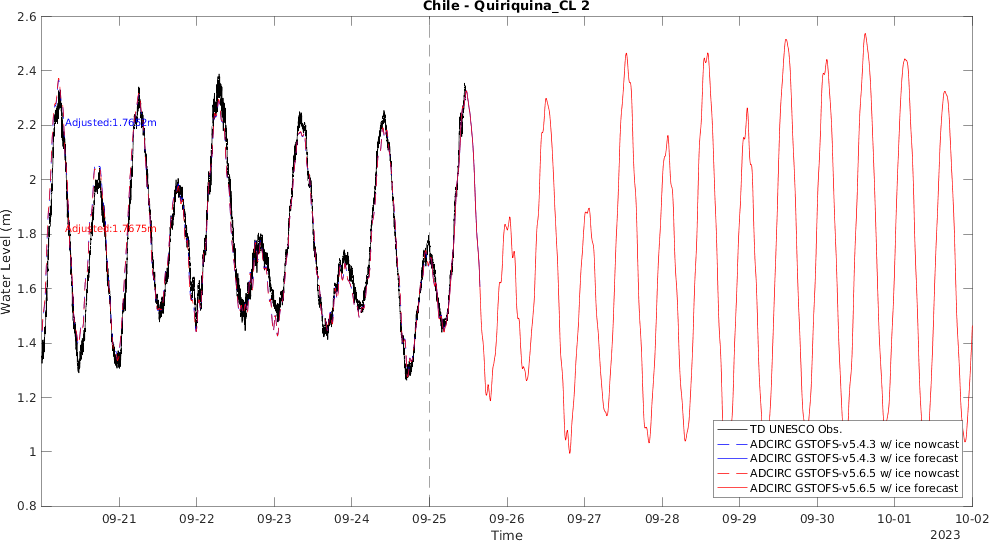 Chile - Quiriquina_CL 2
2.6
2.4
2.2
2
1.8
1.6
1.4
1.2
1
0.8
Water Level (m)
Adjusted:1.7662m
Adjusted:1.7675m
TD UNESCO Obs.
ADCIRC GSTOFS-v5.4.3 w/ ice nowcast
ADCIRC GSTOFS-v5.4.3 w/ ice forecast
ADCIRC GSTOFS-v5.6.5 w/ ice nowcast
ADCIRC GSTOFS-v5.6.5 w/ ice forecast
09-21 09-22 09-23 09-24 09-25 09-26 09-27 09-28 09-29 09-30 10-01 10-02
Time
2023